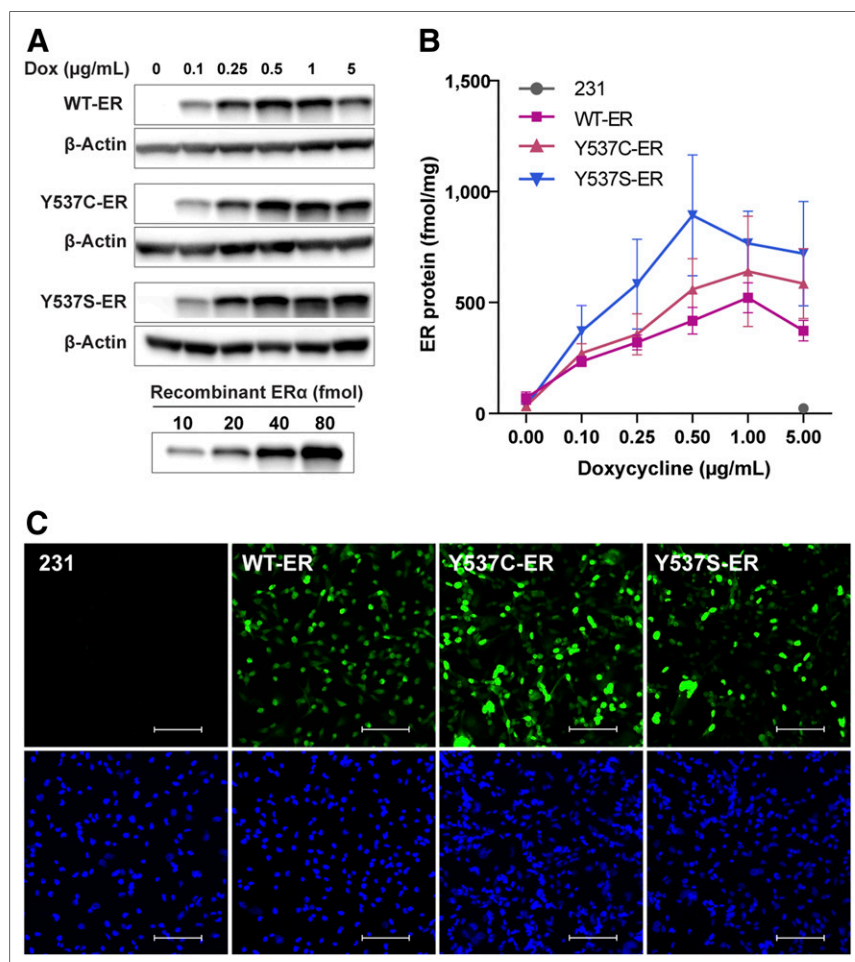 A
Dox (µg/mL) 0 0.1 0.25 0.5 1 5
WT-ER
β-Actin
Y537C-ER
β-Actin
Y537S-ER
β-Actin
Recombinant ERα (fmol)
10 20 40 80
B
1,500
1,000
500
0
ER protein (fmol/mg)
231
WT-ER
Y537C-ER
Y537S-ER
0.00 0.10 0.25 0.50 1.00 5.00
Doxycycline (µg/mL)
C
231 WT-ER Y537C-ER Y537S-ER